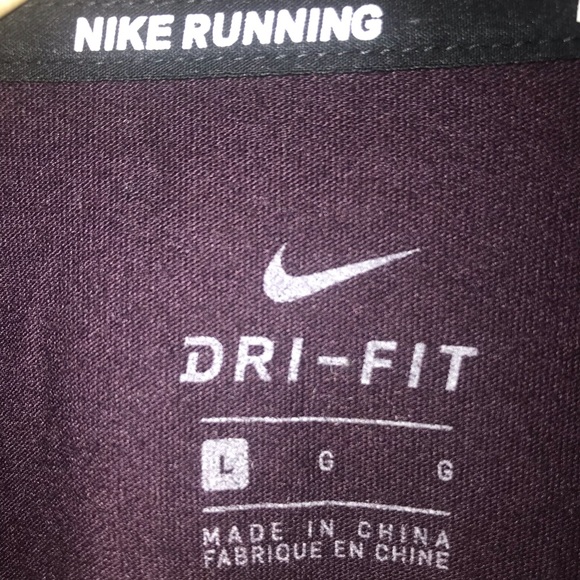 NIKE RUNNING
DRI-FIT
L G G
MADE IN CHINA
FABRIQUE EN CHINE